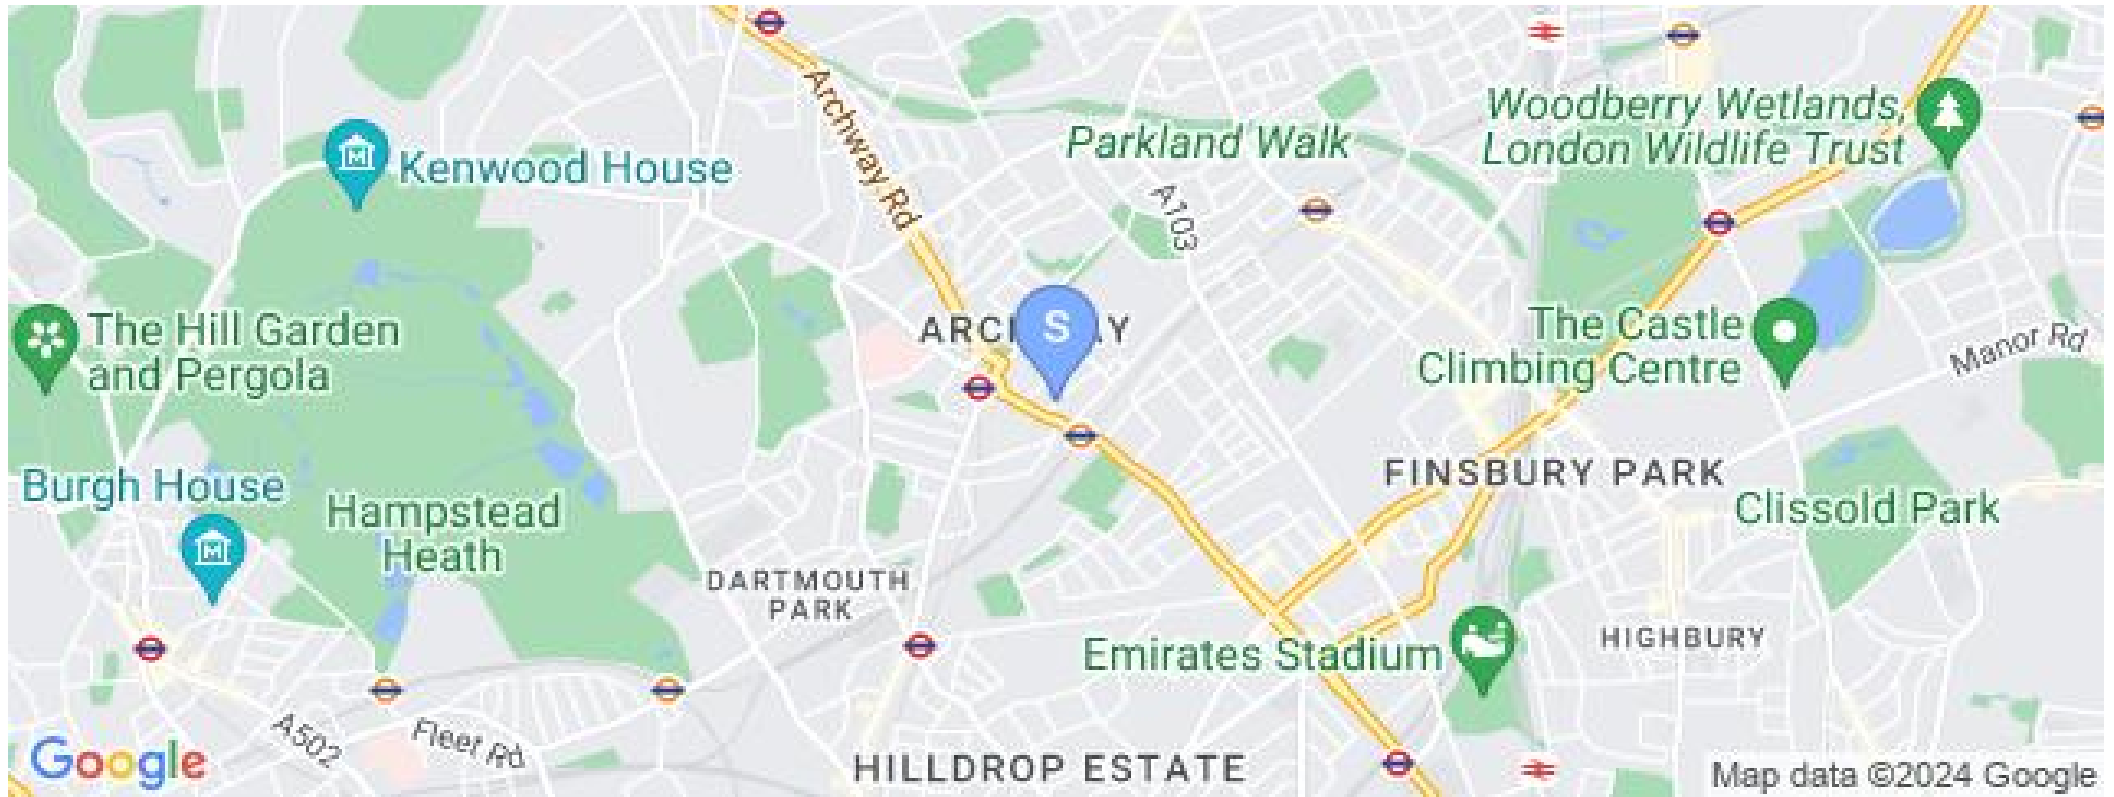 Archway Rd
Woodberry Wetlands,
London Wildlife Trust
Parkland Walk
Kenwood House
A103
ARCHWAY
S
The Hill Garden
and Pergola
The Castle
Climbing Centre
Manor Rd
FINSBURY PARK
Burgh House
Hampstead
Heath
Clissold Park
DARTMOUTH
PARK
HIGHBURY
Emirates Stadium
A502
Fleet Rd
Google
HILLDROP ESTATE
Map data ©2024 Google